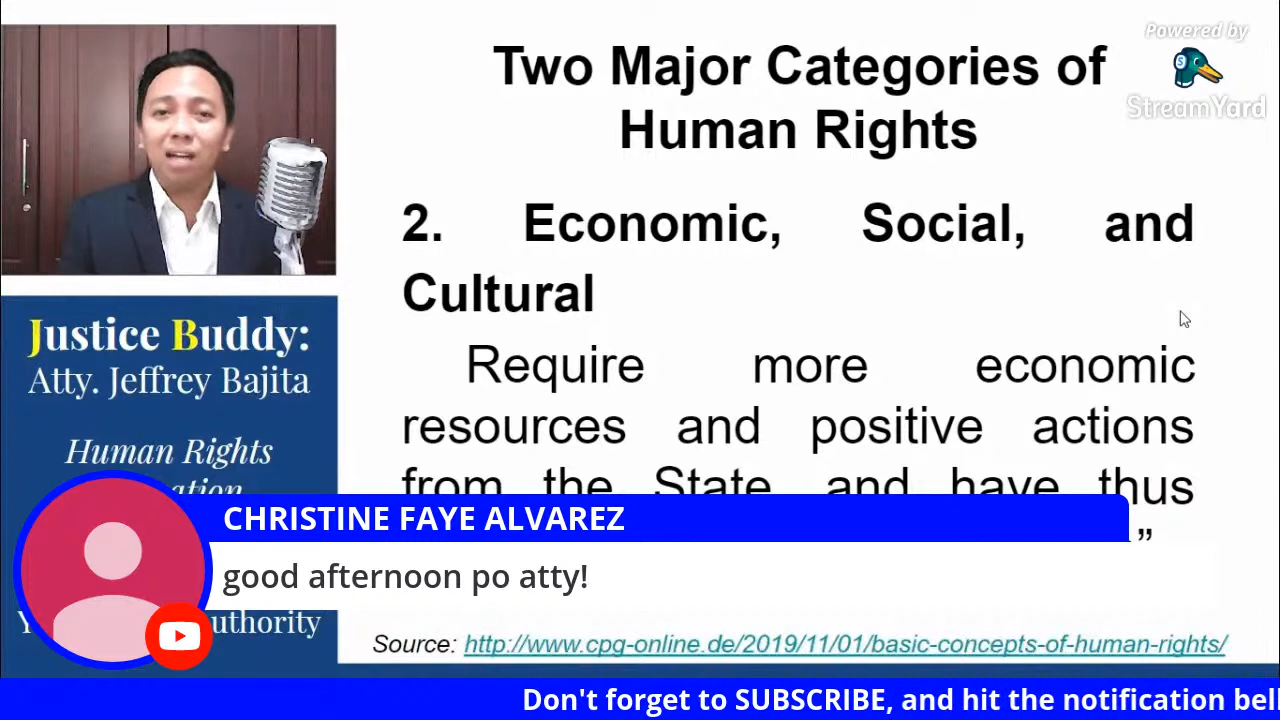 Powered by
StreamYard
Two Major Categories of
Human Rights
2. Economic, Social, and
Cultural
Require more economic
resources and positive actions
from the State, and have thus
”
Justice Buddy:
Atty. Jeffrey Bajita
Human Rights
CHRISTINE FAYE ALVAREZ
good afternoon po atty!
Source: http://www.cpg-online.de/2019/11/01/basic-concepts-of-human-rights/
Don't forget to SUBSCRIBE, and hit the notification bel